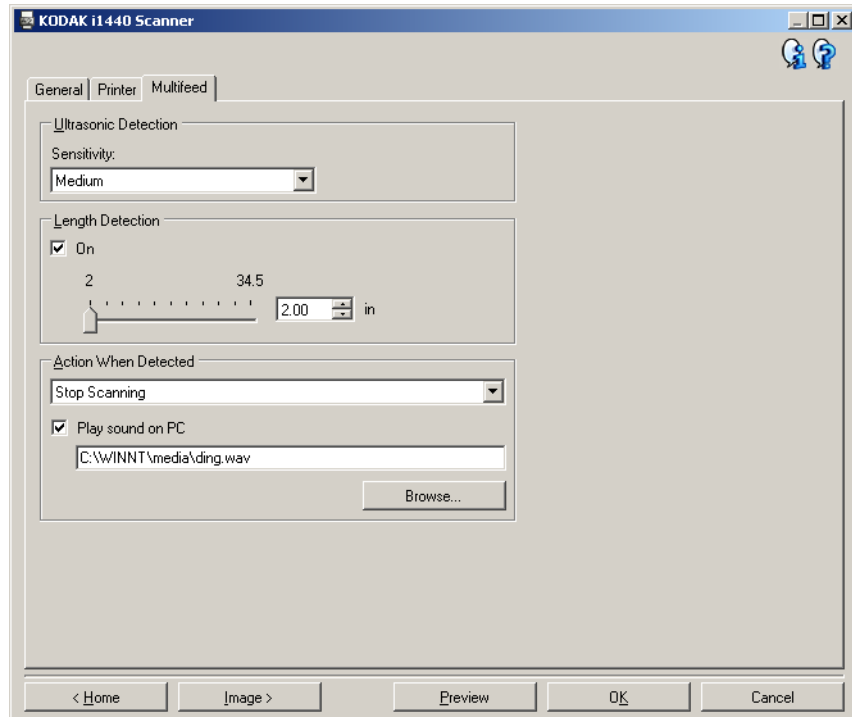 KODAK i1440 Scanner
General Printer Multifeed
Ultrasonic Detection
Sensitivity:
Medium
Length Detection
On
2 34.5
2.00 in
Action When Detected
Stop Scanning
Play sound on PC
C:\WINNT\media\ding.wav
Browse...
< Home Image > Preview OK Cancel